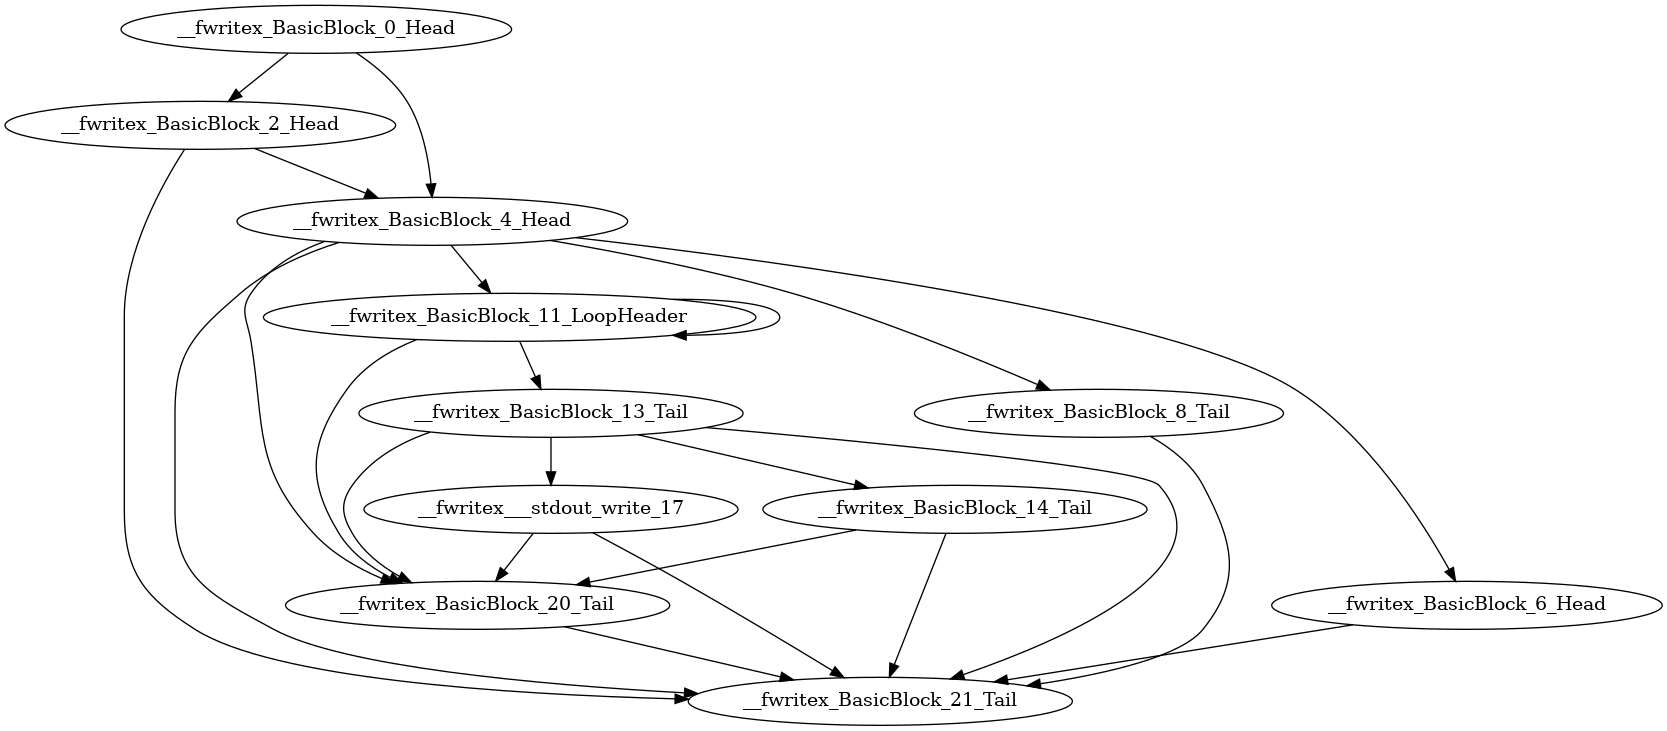 __fwritex_BasicBlock_0_Head
__fwritex_BasicBlock_2_Head
__fwritex_BasicBlock_4_Head
__fwritex_BasicBlock_11_LoopHeader
__fwritex_BasicBlock_13_Tail
__fwritex_BasicBlock_8_Tail
__fwritex___stdout_write_17
__fwritex_BasicBlock_14_Tail
__fwritex_BasicBlock_20_Tail
__fwritex_BasicBlock_6_Head
__fwritex_BasicBlock_21_Tail